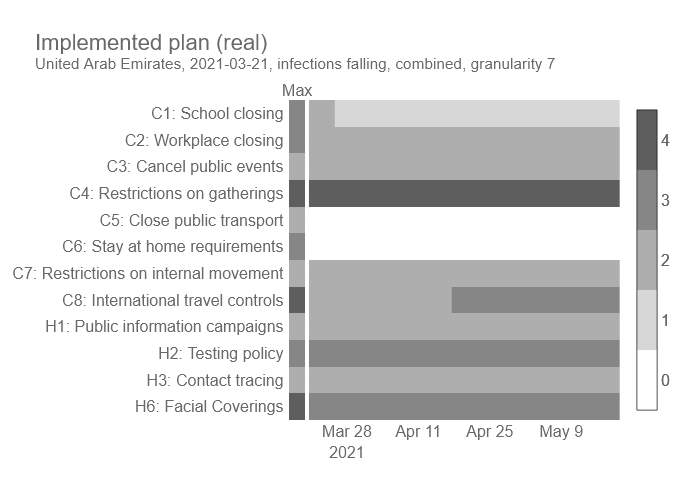 Implemented plan (real)
United Arab Emirates, 2021-03-21, infections falling, combined, granularity 7
Max
C1: School closing
C2: Workplace closing
C3: Cancel public events
C4: Restrictions on gatherings
C5: Close public transport
C6: Stay at home requirements
C7: Restrictions on internal movement
C8: International travel controls
H1: Public information campaigns
H2: Testing policy
H3: Contact tracing
H6: Facial Coverings
4
3
2
1
0
Mar 28 Apr 11 Apr 25 May 9
2021